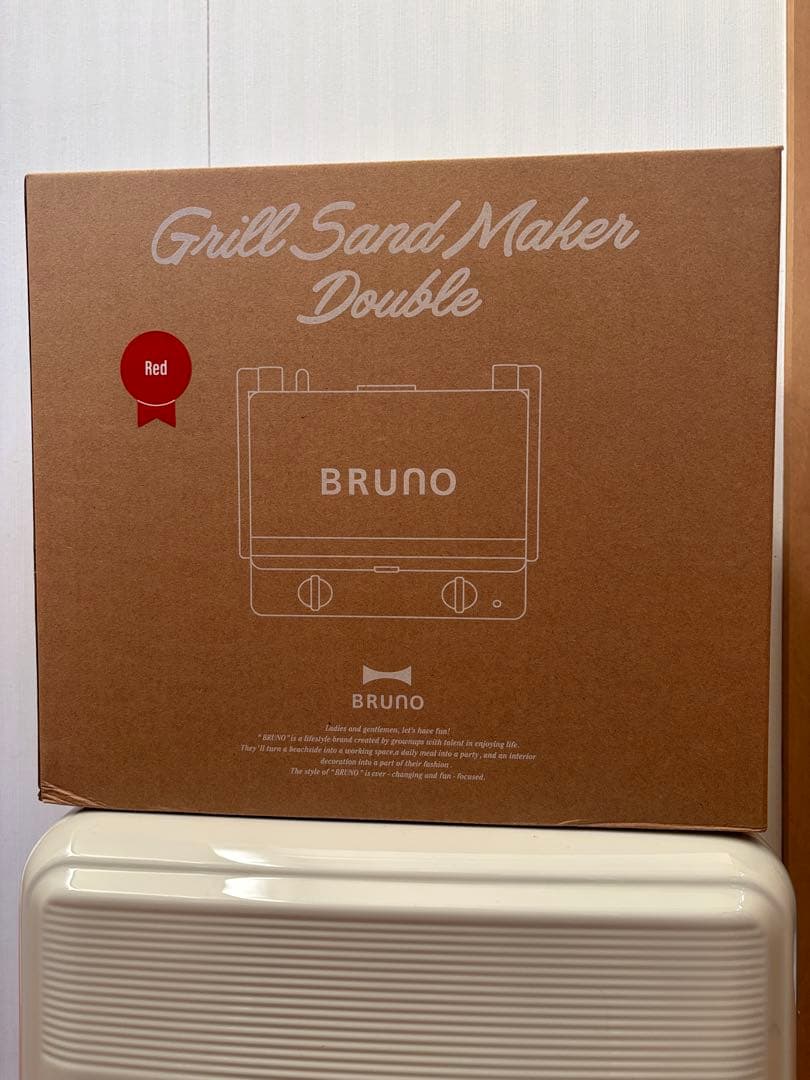 Grill Sand Maker
Double
Red
BRUNO
BRUNO
Ladies and gentlemen, let's have fun!
"BRUNO" is a lifestyle brand created by grownups with talent in enjoying life.
They'll turn a beachside into a working space,a daily meal into a party, and an interior
decoration into a part of their fashion.
The style of "BRUNO" is ever - changing and fun - focused.